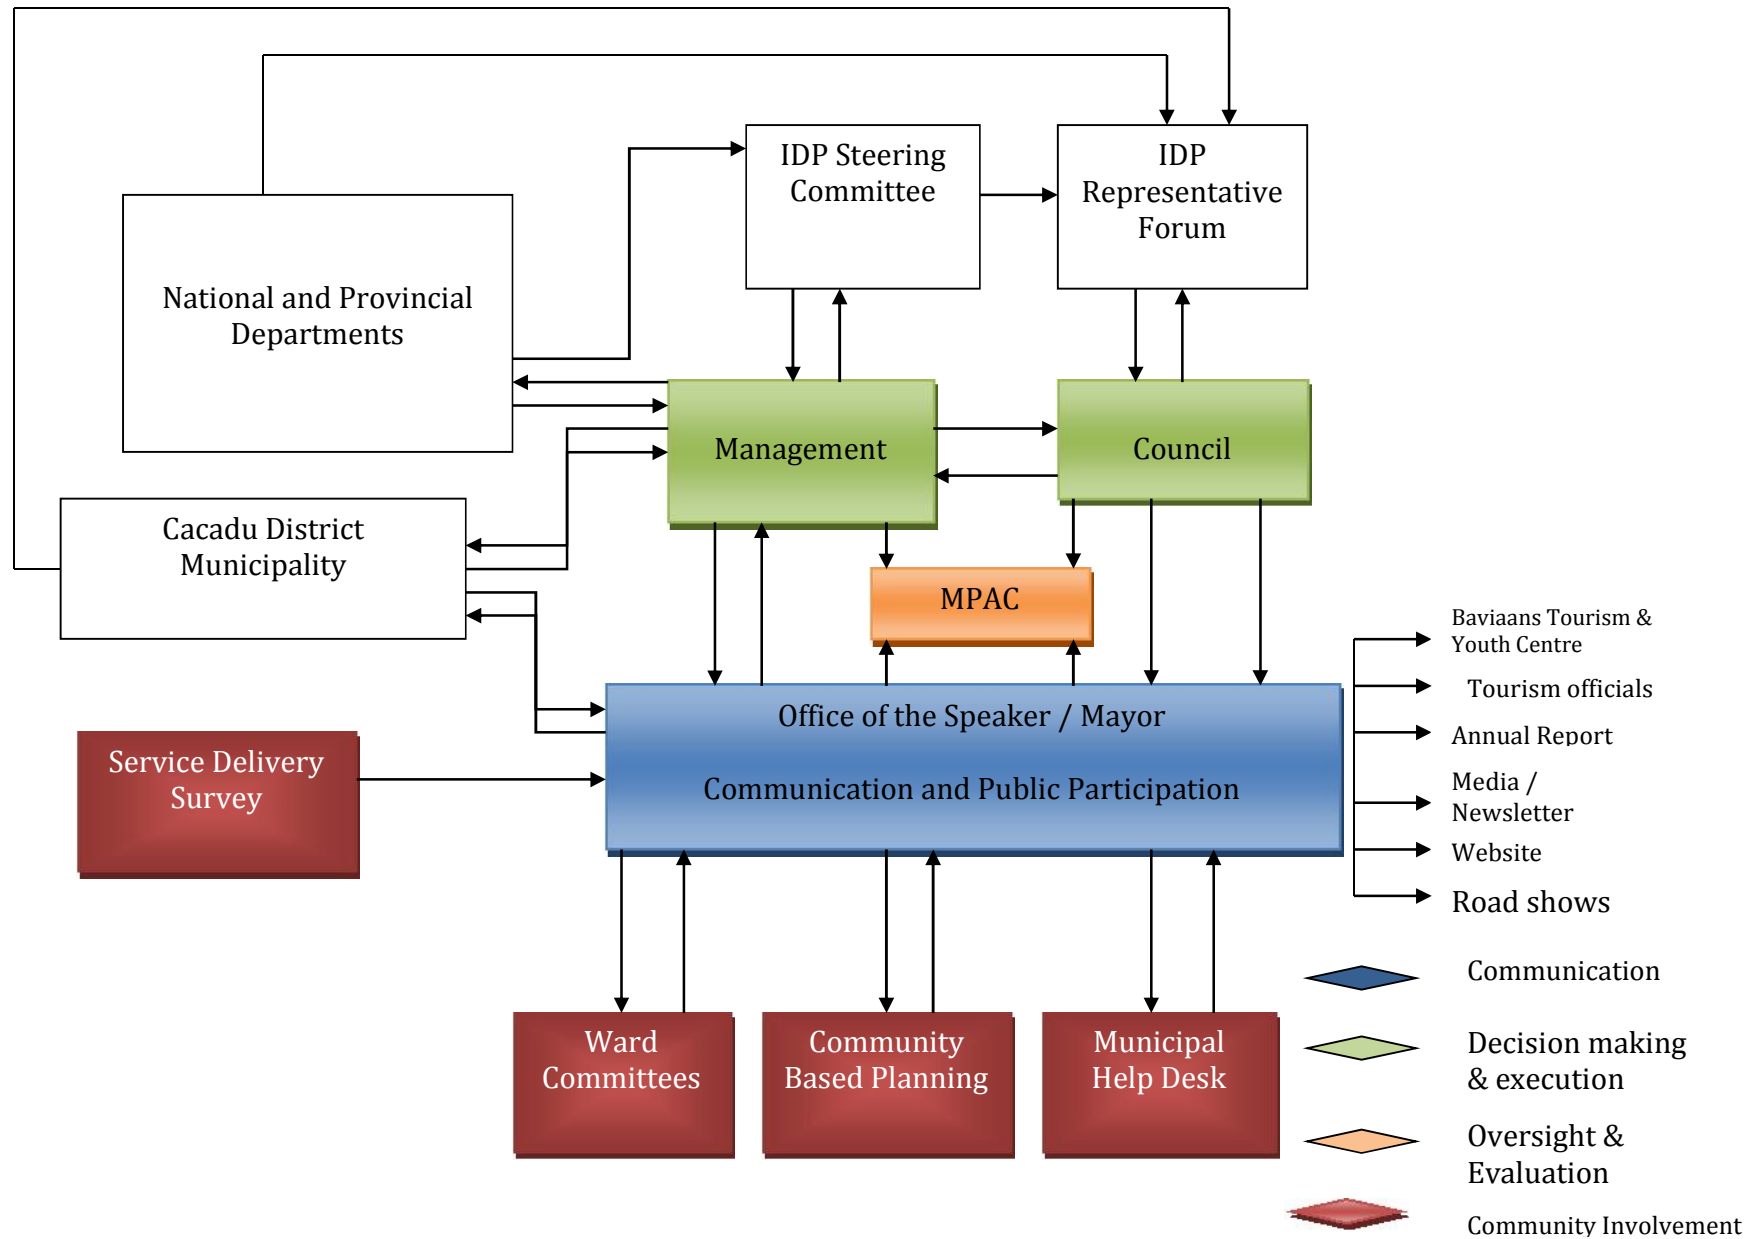 IDP Steering
Committee
IDP
Representative
Forum
National and Provincial
Departments
Management
Council
Cacadu District
Municipality
MPAC
Baviaans Tourism &
Youth Centre
Tourism officials
Annual Report
Media /
Newsletter
Website
Road shows
Office of the Speaker / Mayor
Communication and Public Participation
Service Delivery
Survey
Ward
Committees
Community
Based Planning
Municipal
Help Desk
Communication
Decision making
& execution
Oversight &
Evaluation
Community Involvement